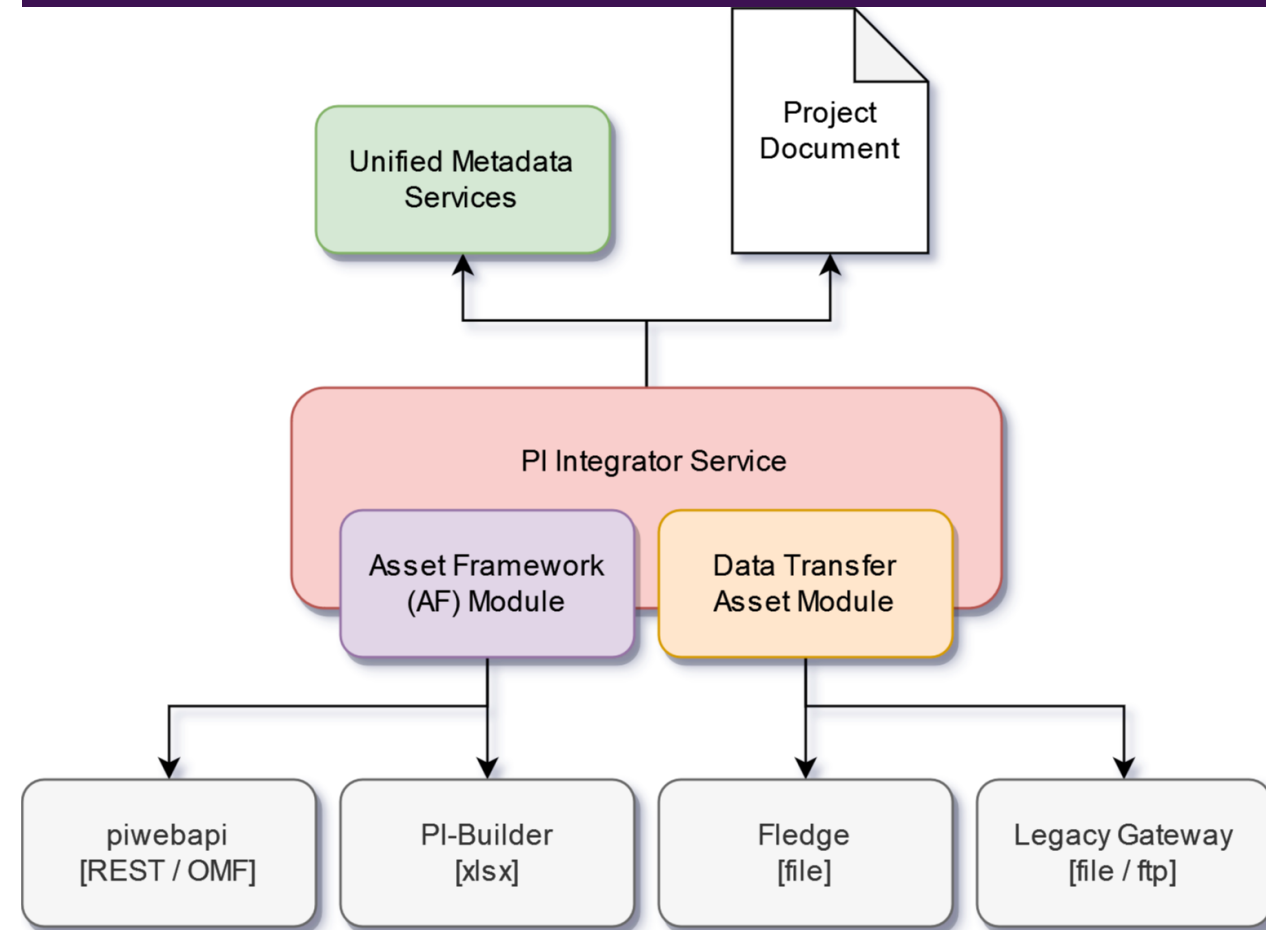 Project
Document
Unified Metadata
Services
PI Integrator Service
Asset Framework
(AF) Module
Data Transfer
Asset Module
piwebapi
[REST / OMF]
PI-Builder
[xlsx]
Fledge
[file]
Legacy Gateway
[file / ftp]